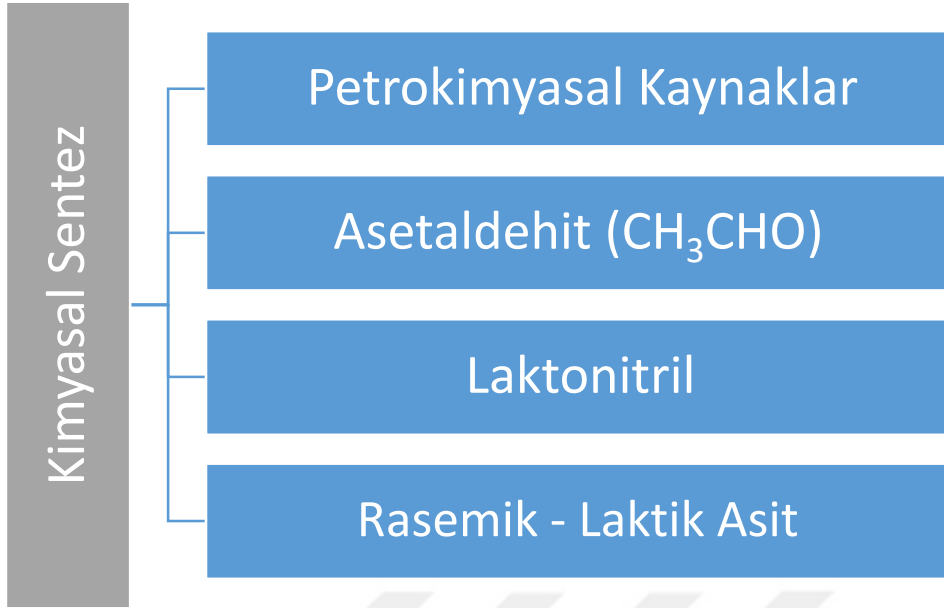 Kimyasal Sentez
Petrokimyasal Kaynaklar
Asetaldehit (CH₃CHO)
Laktonitril
Rasemik - Laktik Asit